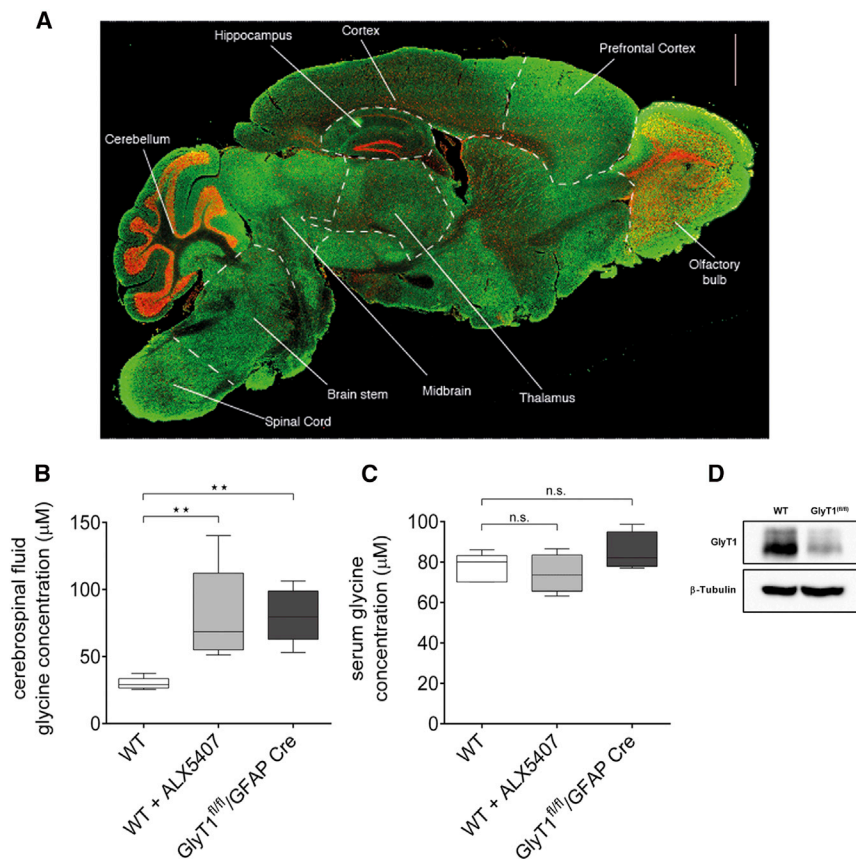 A
Hippocampus
Cortex
Prefrontal Cortex
Cerebellum
Olfactory
bulb
Brain stem
Midbrain
Thalamus
Spinal Cord
B
★★
★★
150
100
50
0
cerebrospinal fluid
glycine concentration (µM)
WT
WT + ALX5407
GlyT1fl/fl/GFAP Cre
C
n.s.
n.s.
100
80
60
40
20
0
serum glycine
concentration (µM)
WT
WT + ALX5407
GlyT1fl/fl/GFAP Cre
D
WT GlyT1(fl/fl)
GlyT1
β-Tubulin